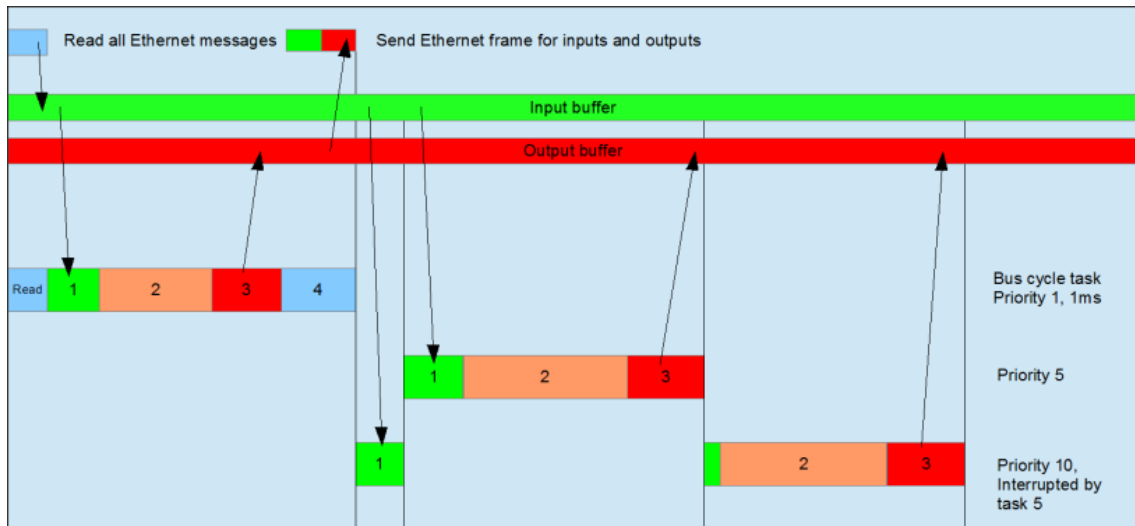 Read all Ethernet messages
Send Ethernet frame for inputs and outputs
Input buffer
Output buffer
Read
1
2
3
4
Bus cycle task
Priority 1, 1ms
1
2
3
Priority 5
1
2
3
Priority 10,
Interrupted by
task 5